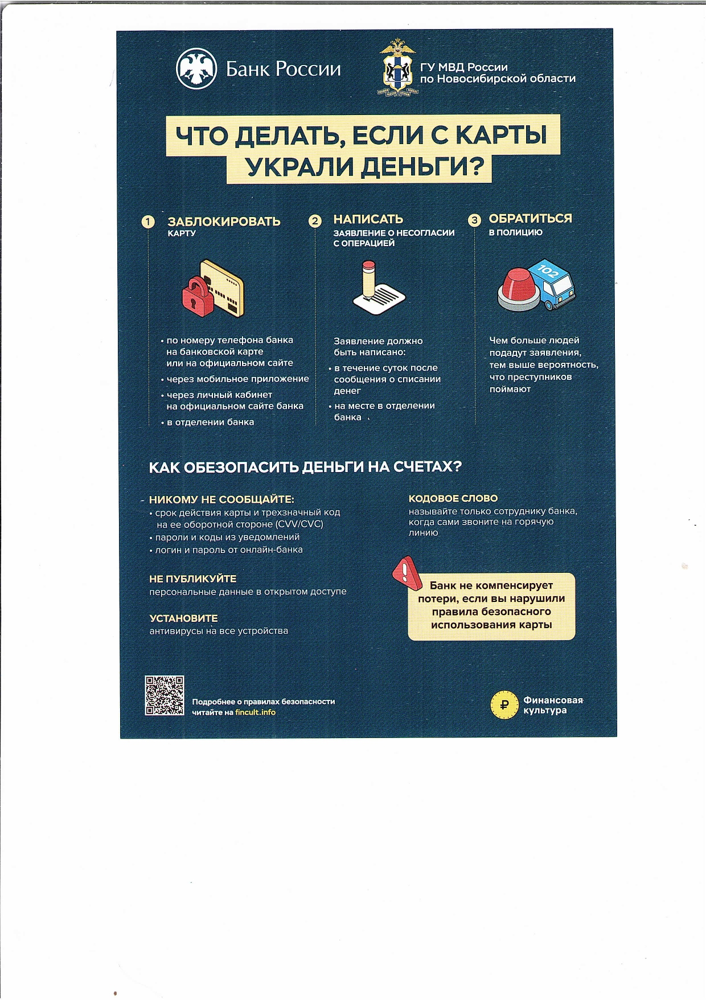 Банк России
ГУ МВД России
по Новосибирской области
ЧТО ДЕЛАТЬ, ЕСЛИ С КАРТЫ
УКРАЛИ ДЕНЬГИ?
1 ЗАБЛОКИРОВАТЬ
КАРТУ
• по номеру телефона банка
на банковской карте
или на официальном сайте
• через мобильное приложение
• через личный кабинет
на официальном сайте банка
• в отделении банка
2 НАПИСАТЬ
ЗАЯВЛЕНИЕ О НЕСОГЛАСИИ
С ОПЕРАЦИЕЙ
Заявление должно
быть написано:
• в течение суток после
сообщения о списании
денег
• на месте в отделении
банка
3 ОБРАТИТЬСЯ
В ПОЛИЦИЮ
102
Чем больше людей
подадут заявления,
тем выше вероятность,
что преступников
поймают
КАК ОБЕЗОПАСИТЬ ДЕНЬГИ НА СЧЕТАХ?
НИКОМУ НЕ СООБЩАЙТЕ:
• срок действия карты и трехзначный код
на ее оборотной стороне (CVV/CVC)
• пароли и коды из уведомлений
• логин и пароль от онлайн-банка
НЕ ПУБЛИКУЙТЕ
персональные данные в открытом доступе
УСТАНОВИТЕ
антивирусы на все устройства
КОДОВОЕ СЛОВО
называйте только сотруднику банка,
когда сами звоните на горячую
линию
Банк не компенсирует
потери, если вы нарушили
правила безопасного
использования карты
Подробнее о правилах безопасности
читайте на fincult.info
₽
Финансовая
культура